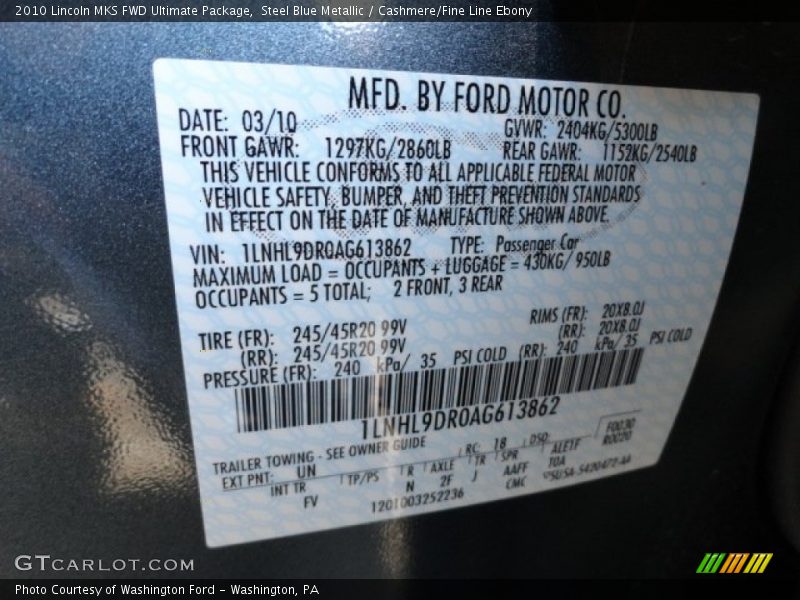 2010 Lincoln MKS FWD Ultimate Package, Steel Blue Metallic / Cashmere/Fine Line Ebony
MFD. BY FORD MOTOR CO.
DATE: 03/10 GVWR: 2404KG/5300LB
FRONT GAWR: 1297KG/2860LB REAR GAWR: 1152KG/2540LB
THIS VEHICLE CONFORMS TO ALL APPLICABLE FEDERAL MOTOR
VEHICLE SAFETY, BUMPER, AND THEFT PREVENTION STANDARDS
IN EFFECT ON THE DATE OF MANUFACTURE SHOWN ABOVE.
VIN: 1LNHL9DR0AG613862 TYPE: Passenger Car
MAXIMUM LOAD = OCCUPANTS + LUGGAGE = 430KG/ 950LB
OCCUPANTS = 5 TOTAL; 2 FRONT, 3 REAR
TIRE (FR): 245/45R20 99V RIMS (FR): 20X8.0J
(RR): 245/45R20 99V (RR): 20X8.0J
PRESSURE (FR): 240 kPa/ 35 PSI COLD (RR): 240 kPa/ 35 PSI COLD
1LNHL9DR0AG613862
TRAILER TOWING - SEE OWNER GUIDE RC: 18 DSO: F0030
EXT PNT: UN R0020
INT TR TP/PS R AXLE TR SPR
FV N 2F J AAFF TOA
1201003252236 CMC
GTCARLOT.COM
Photo Courtesy of Washington Ford - Washington, PA